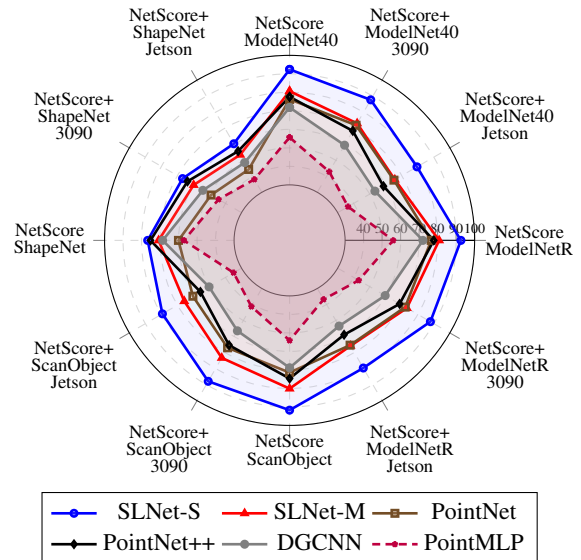 NetScore
ModelNet40
NetScore+
ModelNet40
3090
NetScore+
ModelNet40
Jetson
NetScore
ModelNetR
NetScore+
ModelNetR
3090
NetScore+
ModelNetR
Jetson
NetScore
ScanObject
NetScore+
ScanObject
3090
NetScore+
ScanObject
Jetson
NetScore
ShapeNet
NetScore+
ShapeNet
3090
NetScore+
ShapeNet
Jetson
40 50 60 70 80 90 100
SLNet-S SLNet-M PointNet
PointNet++ DGCNN PointMLP